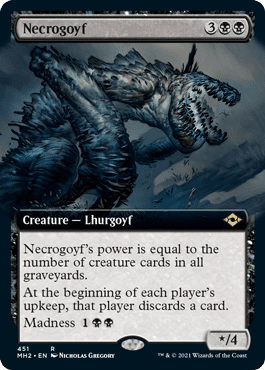 Necrogoyf 3
Creature — Lhurgoyf
Necrogoyf's power is equal to the
number of creature cards in all
graveyards.
At the beginning of each player's
upkeep, that player discards a card.
Madness 1
*/4
451 R
MH2 • EN Nicholas Gregory ™ & © 2021 Wizards of the Coast